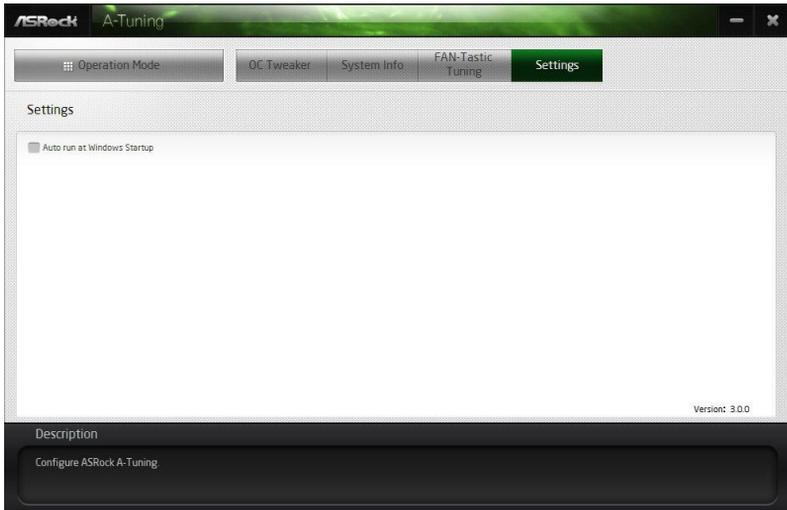 ASRock A-Tuning
Operation Mode
OC Tweaker
System Info
FAN-Tastic
Tuning
Settings
Settings
Auto run at Windows Startup
Version: 3.0.0
Description
Configure ASRock A-Tuning.